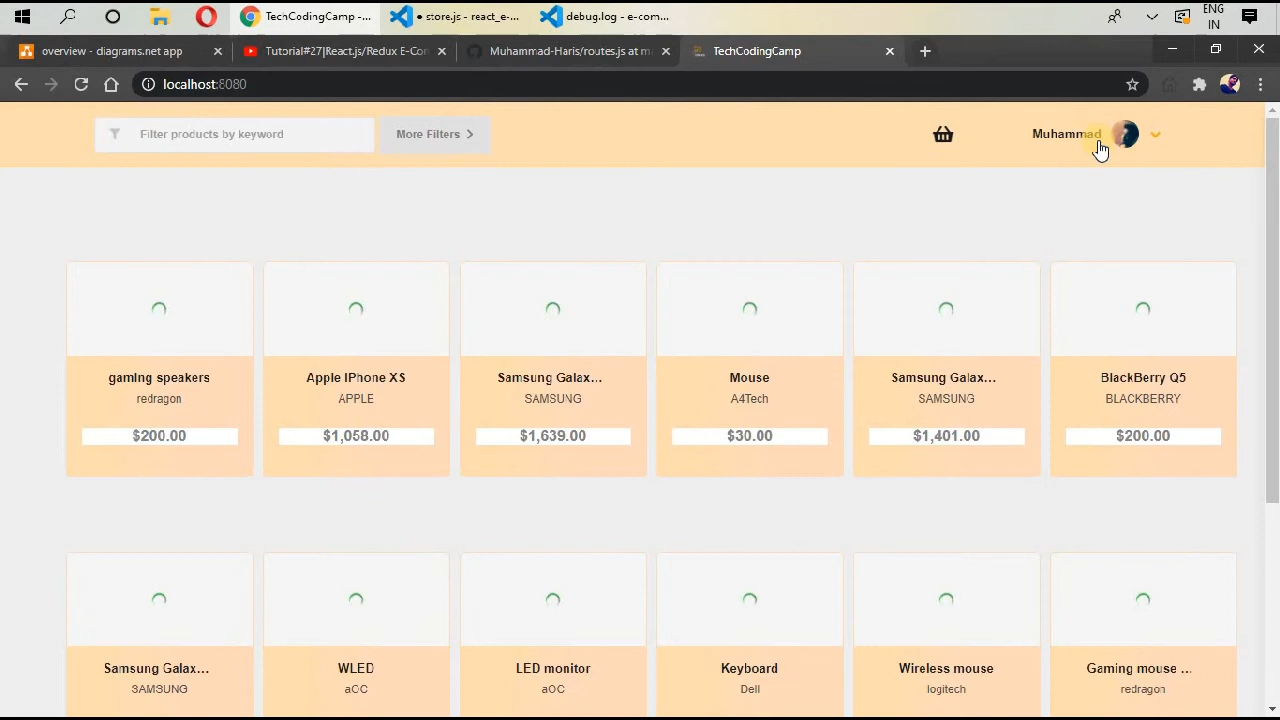 TechCodingCamp -...
● store.js - react_e-...
debug.log - e-com...
ENG
IN
overview - diagrams.net app
Tutorial#27|React.js/Redux E-Con
Muhammad-Haris/routes.js at ma
TechCodingCamp
localhost:8080
Filter products by keyword
More Filters
Muhammad
gaming speakers
redragon
$200.00
Apple iPhone XS
APPLE
$1,058.00
Samsung Galax...
SAMSUNG
$1,639.00
Mouse
A4Tech
$30.00
Samsung Galax...
SAMSUNG
$1,401.00
BlackBerry Q5
BLACKBERRY
$200.00
Samsung Galax...
SAMSUNG
WLED
aOC
LED monitor
aOC
Keyboard
Dell
Wireless mouse
logitech
Gaming mouse ...
redragon